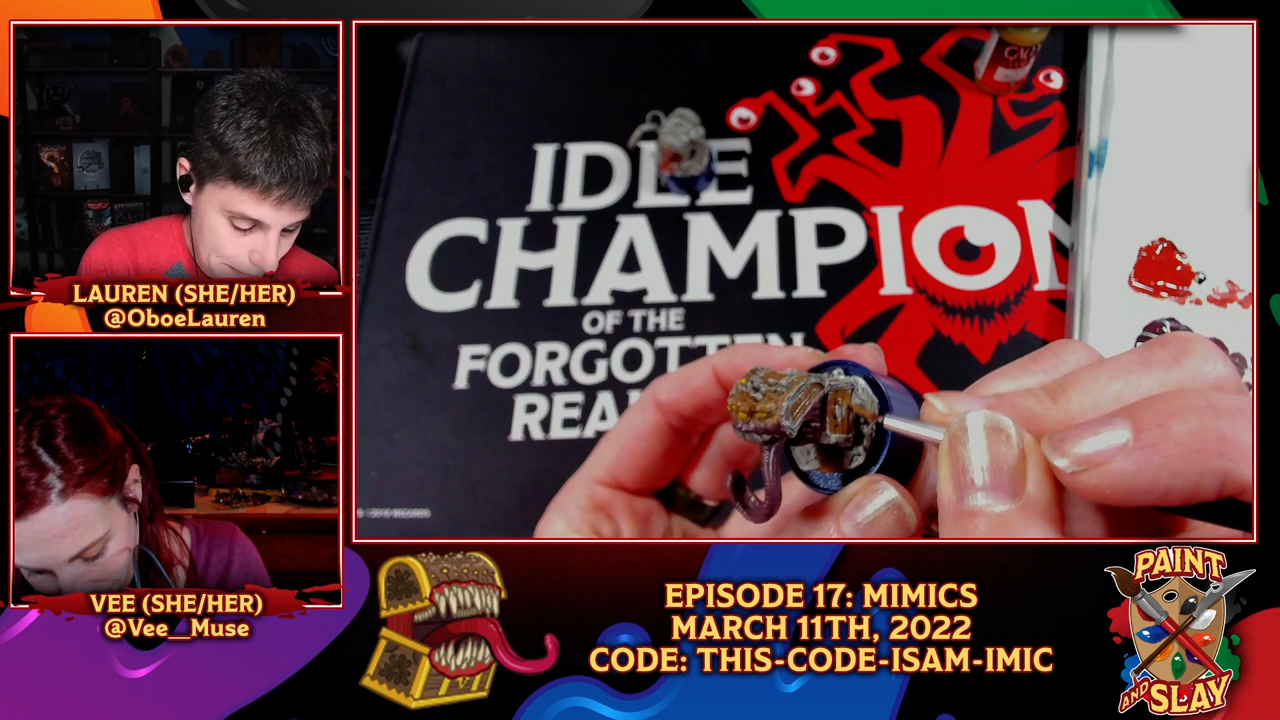 IDLE
CHAMPION
OF THE
FORGOTTEN
REA
LAUREN (SHE/HER)
@OboeLauren
VEE (SHE/HER)
@Vee__Muse
EPISODE 17: MIMICS
MARCH 11TH, 2022
CODE: THIS-CODE-ISAM-IMIC
PAINT
AND SLAY